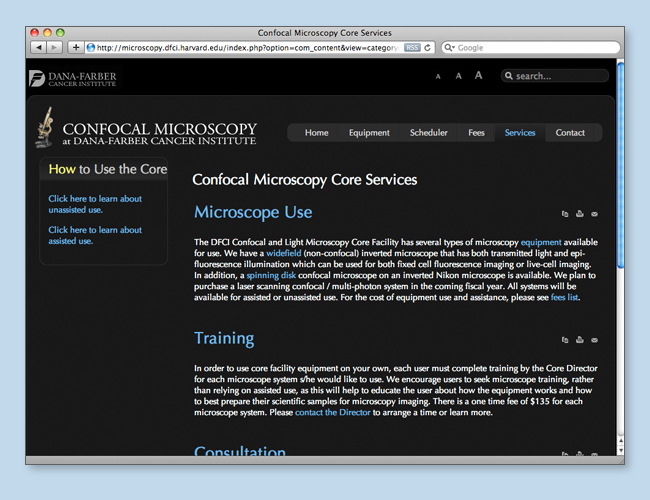 Confocal Microscopy Core Services
http://microscopy.dfci.harvard.edu/index.php?option=com_content&view=category
RSS
Google
DANA-FARBER
CANCER INSTITUTE
A A A
search...
CONFOCAL MICROSCOPY
at DANA-FARBER CANCER INSTITUTE
Home Equipment Scheduler Fees Services Contact
How to Use the Core
Click here to learn about
unassisted use.
Click here to learn about
assisted use.
Confocal Microscopy Core Services
Microscope Use
The DFCI Confocal and Light Microscopy Core Facility has several types of microscopy equipment available
for use. We have a widefield (non-confocal) inverted microscope that has both transmitted light and epi-
fluorescence illumination which can be used for both fixed cell fluorescence imaging or live-cell imaging.
In addition, a spinning disk confocal microscope on an inverted Nikon microscope is available. We plan to
purchase a laser scanning confocal / multi-photon system in the coming fiscal year. All systems will be
available for assisted or unassisted use. For the cost of equipment use and assistance, please see fees list.
Training
In order to use core facility equipment on your own, each user must complete training by the Core Director
for each microscope system s/he would like to use. We encourage users to seek microscope training, rather
than relying on assisted use, as this will help to educate the user about how the equipment works and how
to best prepare their scientific samples for microscopy imaging. There is a one time fee of $135 for each
microscope system. Please contact the Director to arrange a time or learn more.
Consultation